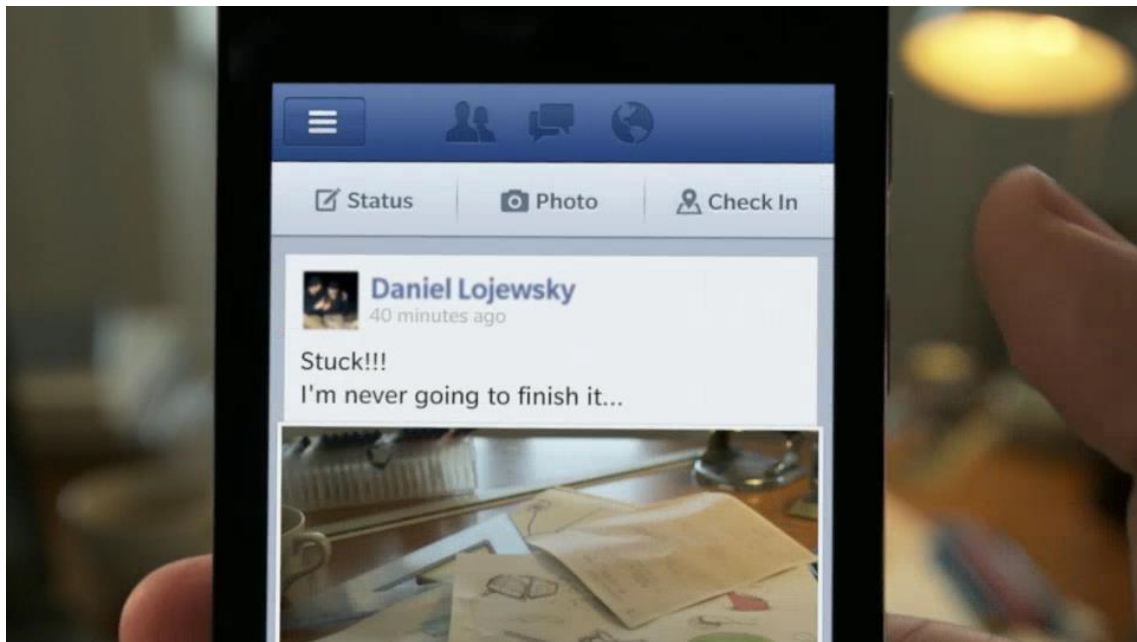 Status
Photo
Check In
Daniel Lojewsky
40 minutes ago
Stuck!!!
I'm never going to finish it...